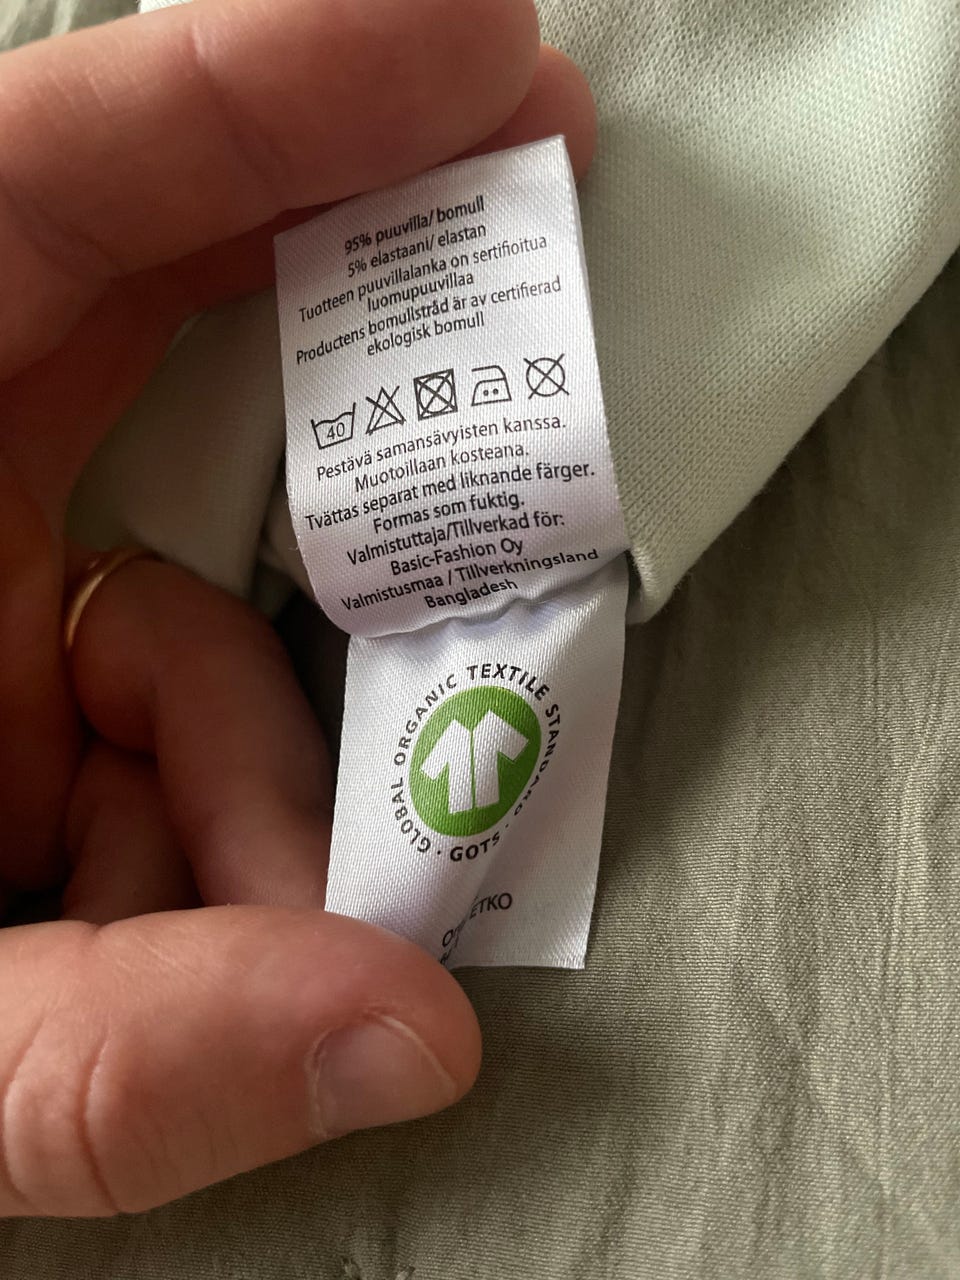 95% puuvilla/ bomull
5% elastaani/ elastan
Tuotteen puuvillalanka on sertifioitua
luomupuuvillaa
Productens bomullstråd är av certifierad
ekologisk bomull
40
Pestävä samansävyisten kanssa.
Muotoillaan kosteana.
Tvättas separat med liknande färger.
Formas som fuktig.
Valmistuttaja/Tillverkad för:
Basic-Fashion Oy
Valmistusmaa / Tillverkningsland
Bangladesh
GLOBAL ORGANIC TEXTILE STANDARD · GOTS ·